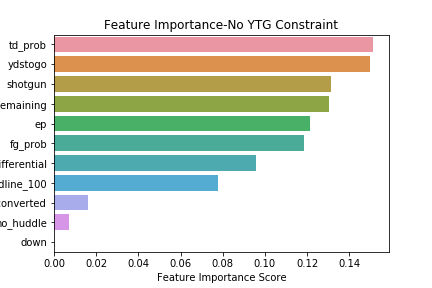 Feature Importance-No YTG Constraint
td_prob
ydstogo
shotgun
emaining
ep
fg_prob
ifferential
dline_100
onverted
no_huddle
down
0.00 0.02 0.04 0.06 0.08 0.10 0.12 0.14
Feature Importance Score